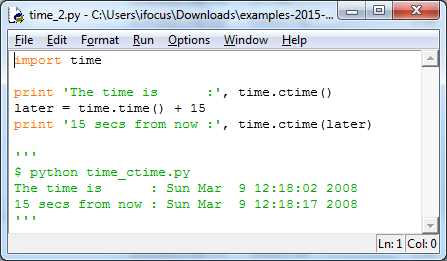 time_2.py - C:\Users\ifocus\Downloads\examples-2015-...
File Edit Format Run Options Window Help
import time
print 'The time is      :', time.ctime()
later = time.time() + 15
print '15 secs from now :', time.ctime(later)
'''
$ python time_ctime.py
The time is      : Sun Mar  9 12:18:02 2008
15 secs from now : Sun Mar  9 12:18:17 2008
'''
Ln: 1 Col: 0